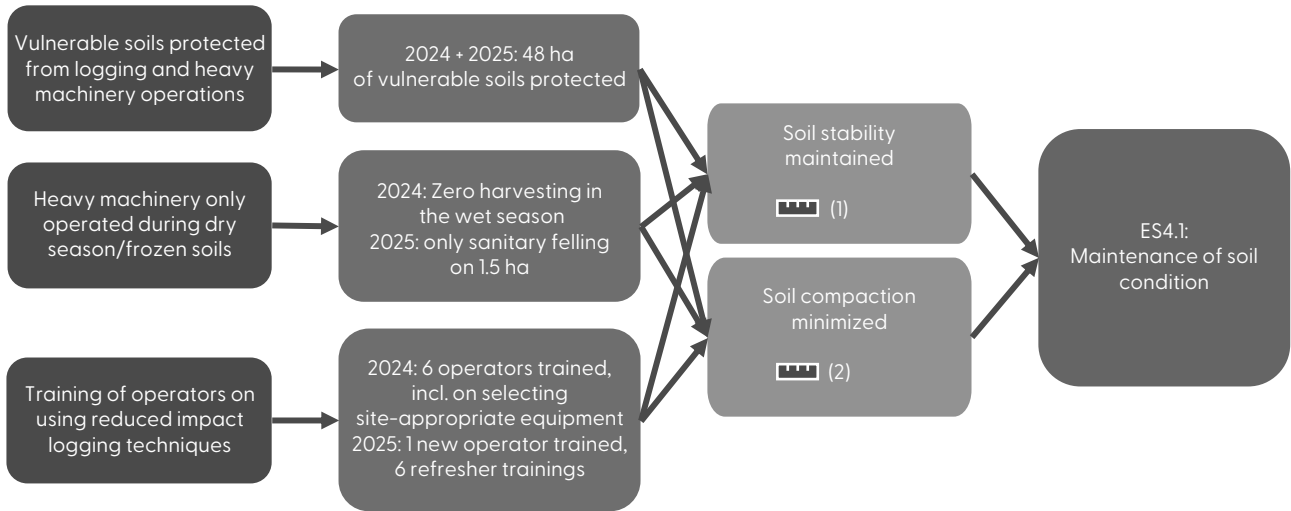 Vulnerable soils protected
from logging and heavy
machinery operations
2024 + 2025: 48 ha
of vulnerable soils protected
Heavy machinery only
operated during dry
season/frozen soils
2024: Zero harvesting in
the wet season
2025: only sanitary felling
on 1.5 ha
Training of operators on
using reduced impact
logging techniques
2024: 6 operators trained,
incl. on selecting
site-appropriate equipment
2025: 1 new operator trained,
6 refresher trainings
Soil stability
maintained
(1)
Soil compaction
minimized
(2)
ES4.1:
Maintenance of soil
condition